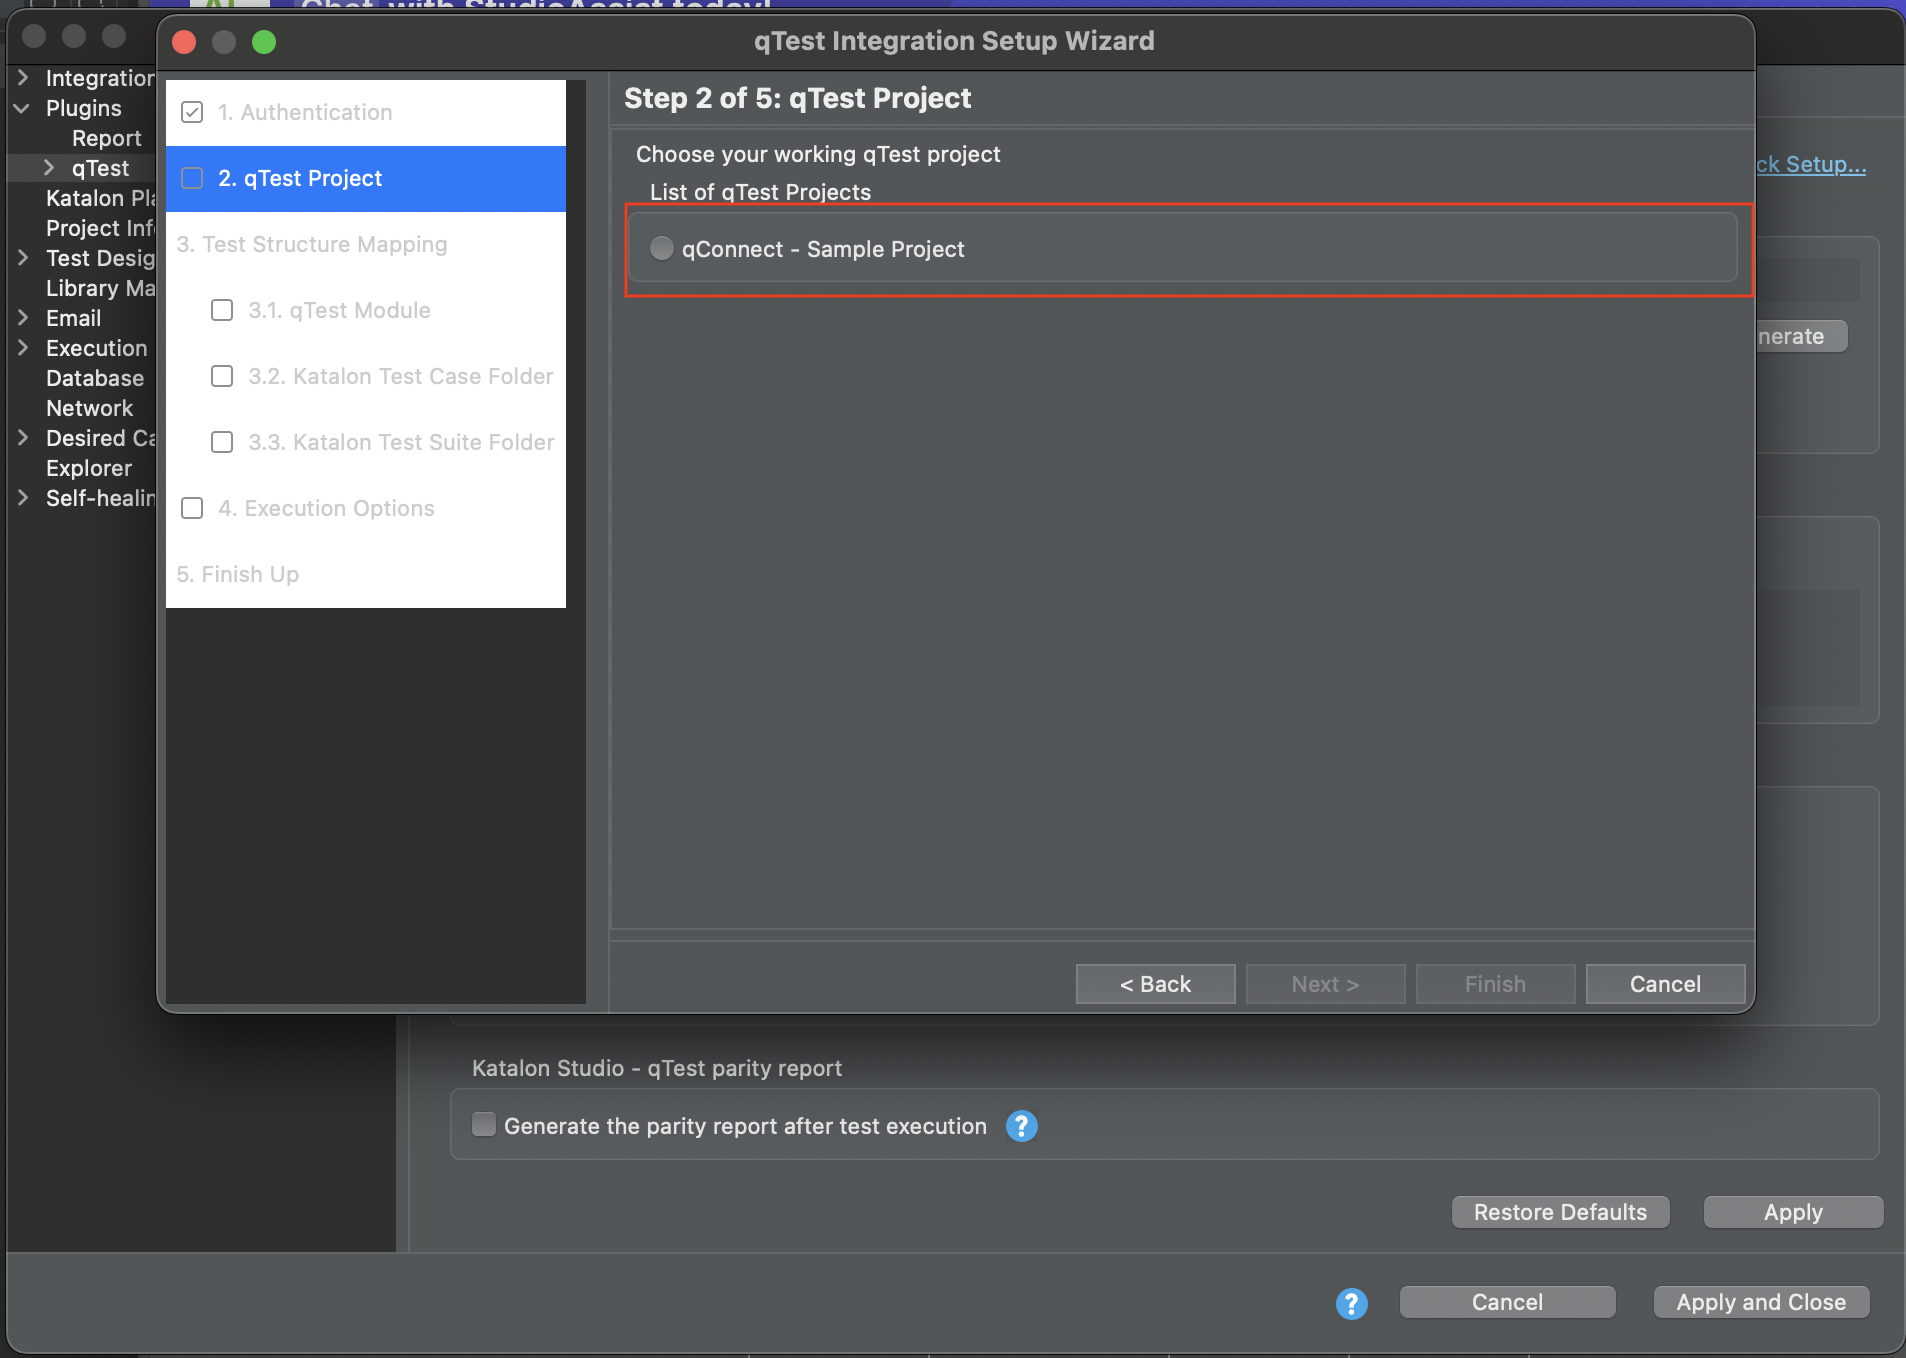 Chat with StudioAssist today!
qTest Integration Setup Wizard
Integration
Plugins
Report
qTest
Katalon Pla
Project Info
Test Desig
Library Ma
Email
Execution
Database
Network
Desired Ca
Explorer
Self-healin
1. Authentication
2. qTest Project
3. Test Structure Mapping
3.1. qTest Module
3.2. Katalon Test Case Folder
3.3. Katalon Test Suite Folder
4. Execution Options
5. Finish Up
Step 2 of 5: qTest Project
Choose your working qTest project
List of qTest Projects
qConnect - Sample Project
ck Setup...
nerate
< Back
Next >
Finish
Cancel
Katalon Studio - qTest parity report
Generate the parity report after test execution
?
Restore Defaults
Apply
?
Cancel
Apply and Close